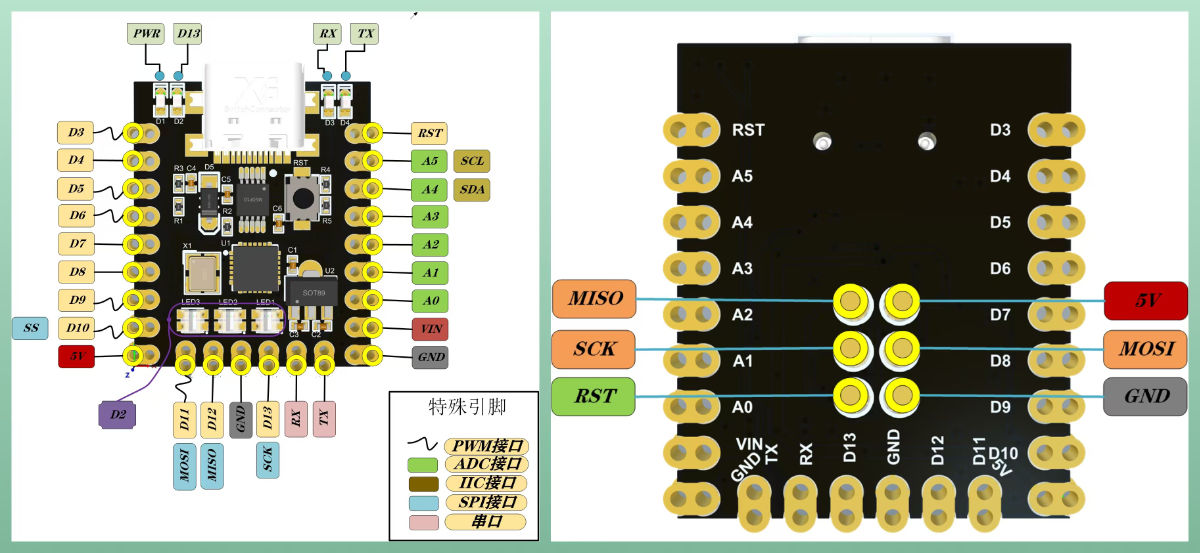 PWR
D13
RX
TX
D1
D2
D3
D4
D3
D4
D5
D6
D7
D8
D9
SS
D10
5V
RST
A5
SCL
A4
SDA
A3
A2
A1
A0
VIN
GND
R3
C4
D5
C5
R1
R2
C6
RST
R4
R5
X1
U1
C1
U2
SOT89
LED3
LED2
LED1
C3
C2
z
D2
D11
D12
GND
D13
RX
TX
MOSI
MISO
SCK
特殊引脚
PWM接口
ADC接口
IIC接口
SPI接口
串口
RST
A5
A4
A3
A2
A1
A0
VIN
GND
TX
RX
D13
GND
D12
D11
5V
D3
D4
D5
D6
D7
D8
D9
D10
MISO
SCK
RST
5V
MOSI
GND